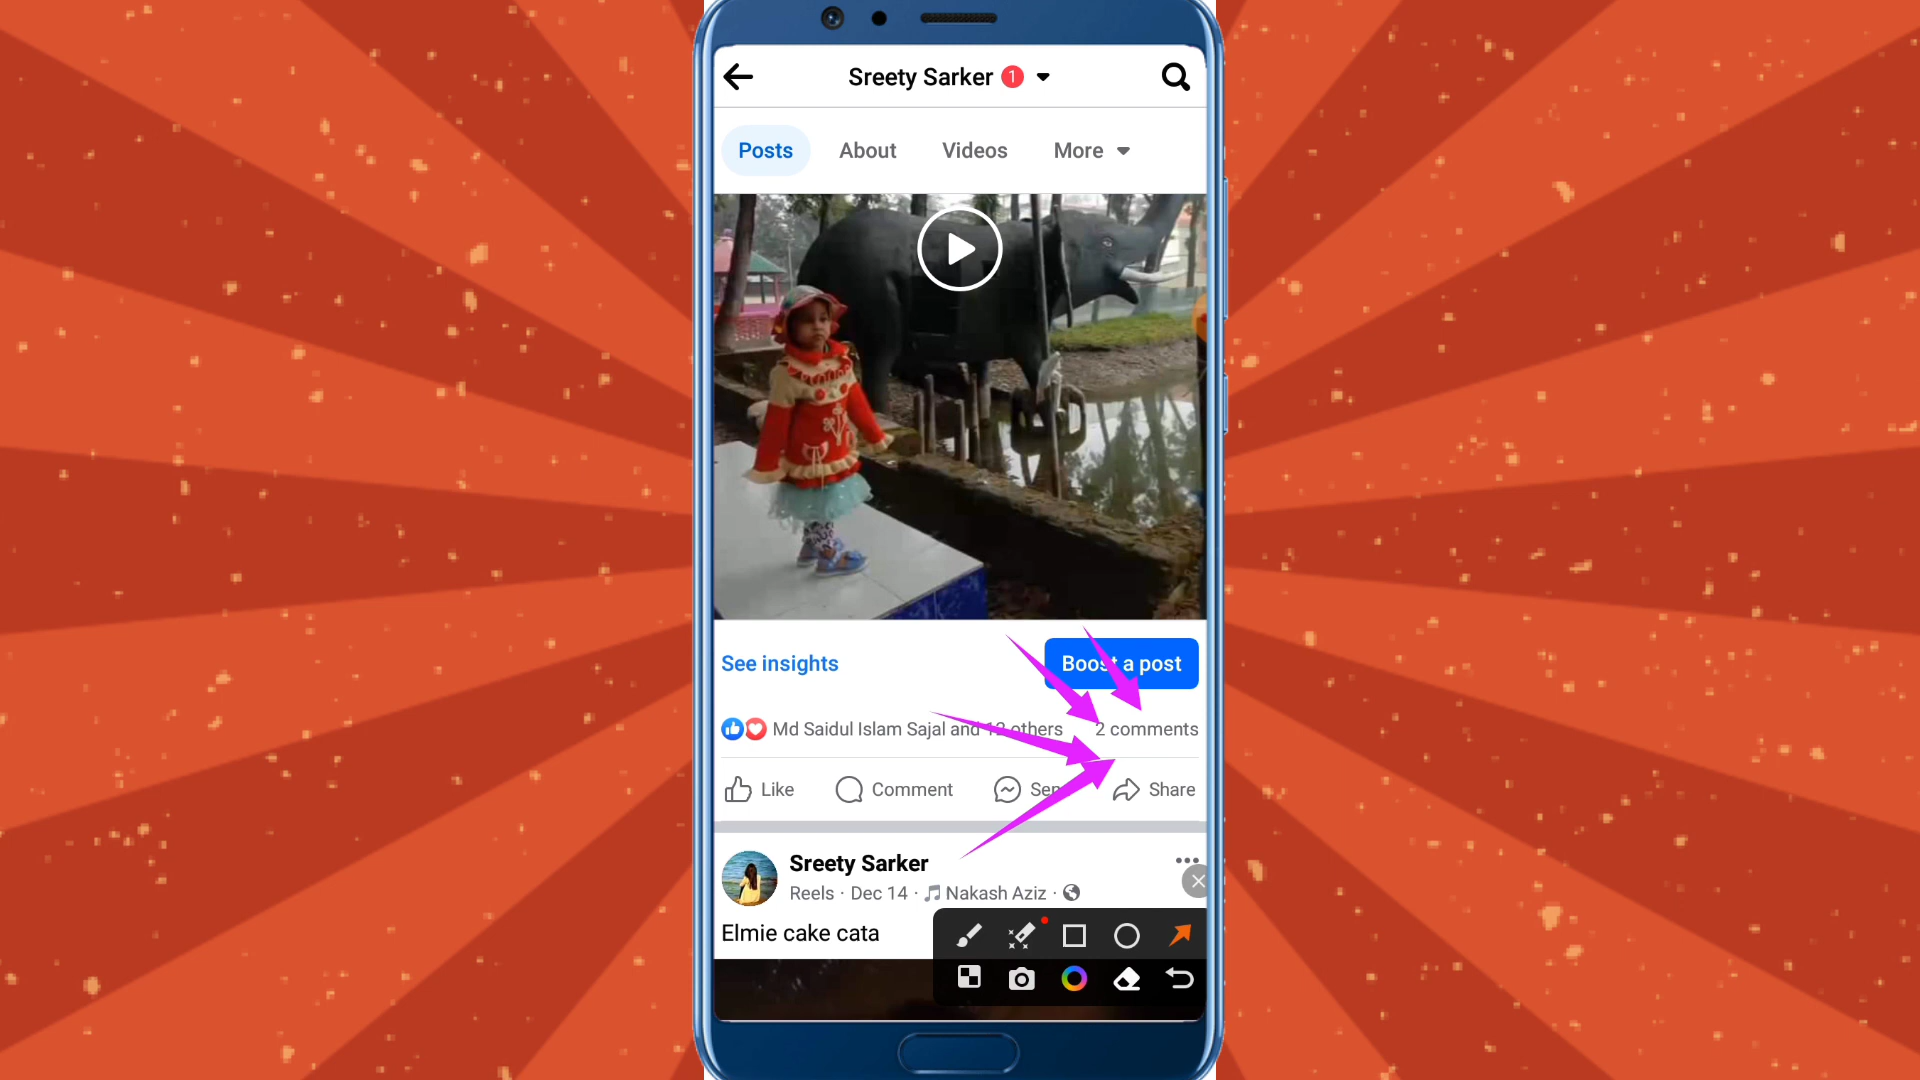 Sreety Sarker 1
Posts About Videos More
See insights Boost a post
Md Saidul Islam Sajal and 12 others 2 comments
Like Comment Share
Sreety Sarker
Reels · Dec 14 · Nakash Aziz ·
Elmie cake cata